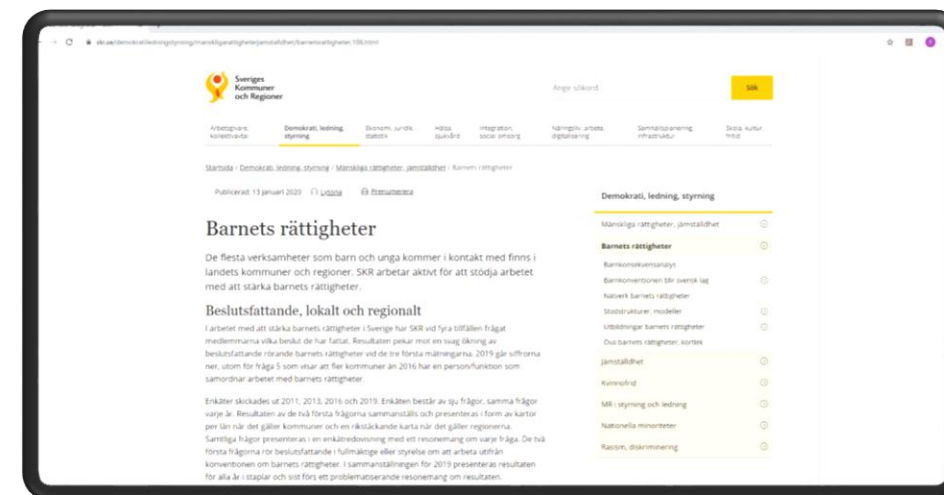 skr.se/demokratiledningstyrning/manskligarattigheterjamstalldhet/barnetsrattigheter.106.html
Sveriges
Kommuner
och Regioner
Ange sökord
Sök
Arbetsgivare,
kollektivavtal
Demokrati, ledning,
styrning
Ekonomi, juridik,
statistik
Hälsa,
sjukvård
Integration,
social omsorg
Näringsliv, arbete,
digitalisering
Samhällsplanering,
infrastruktur
Skola, kultur,
fritid
Startsida / Demokrati, ledning, styrning / Mänskliga rättigheter, jämställdhet / Barnets rättigheter
Publicerad: 13 januari 2020 Lyssna Prenumerera
Barnets rättigheter
De flesta verksamheter som barn och unga kommer i kontakt med finns i
landets kommuner och regioner. SKR arbetar aktivt för att stödja arbetet
med att stärka barnets rättigheter.
Beslutsfattande, lokalt och regionalt
I arbetet med att stärka barnets rättigheter i Sverige har SKR vid fyra tillfällen frågat
medlemmarna vilka beslut de har fattat. Resultaten pekar mot en svag ökning av
beslutsfattande rörande barnets rättigheter vid de tre första mätningarna. 2019 går siffrorna
ner, utom för fråga 5 som visar att fler kommuner än 2016 har en person/funktion som
samordnar arbetet med barnets rättigheter.
Enkäter skickades ut 2011, 2013, 2016 och 2019. Enkäten består av sju frågor, samma frågor
varje år. Resultaten av de två första frågorna sammanställs och presenteras i form av kartor
per län när det gäller kommuner och en rikstäckande karta när det gäller regionerna.
Samtliga frågor presenteras i en enkätredovisning med ett resonemang om varje fråga. De två
första frågorna rör beslutsfattande i fullmäktige eller styrelse om att arbeta utifrån
konventionen om barnets rättigheter. I sammanställningen för 2019 presenteras resultaten
för alla år i staplar och sist förs ett problematiserande resonemang om resultaten.
Demokrati, ledning, styrning
Mänskliga rättigheter, jämställdhet
Barnets rättigheter
Barnkonsekvensanalys
Barnkonventionen blir svensk lag
Nätverk barnets rättigheter
Stödstrukturer, modeller
Utbildningar barnets rättigheter
Öva barnets rättigheter, kortlek
Jämställdhet
Kvinnofrid
MR i styrning och ledning
Nationella minoriteter
Rasism, diskriminering